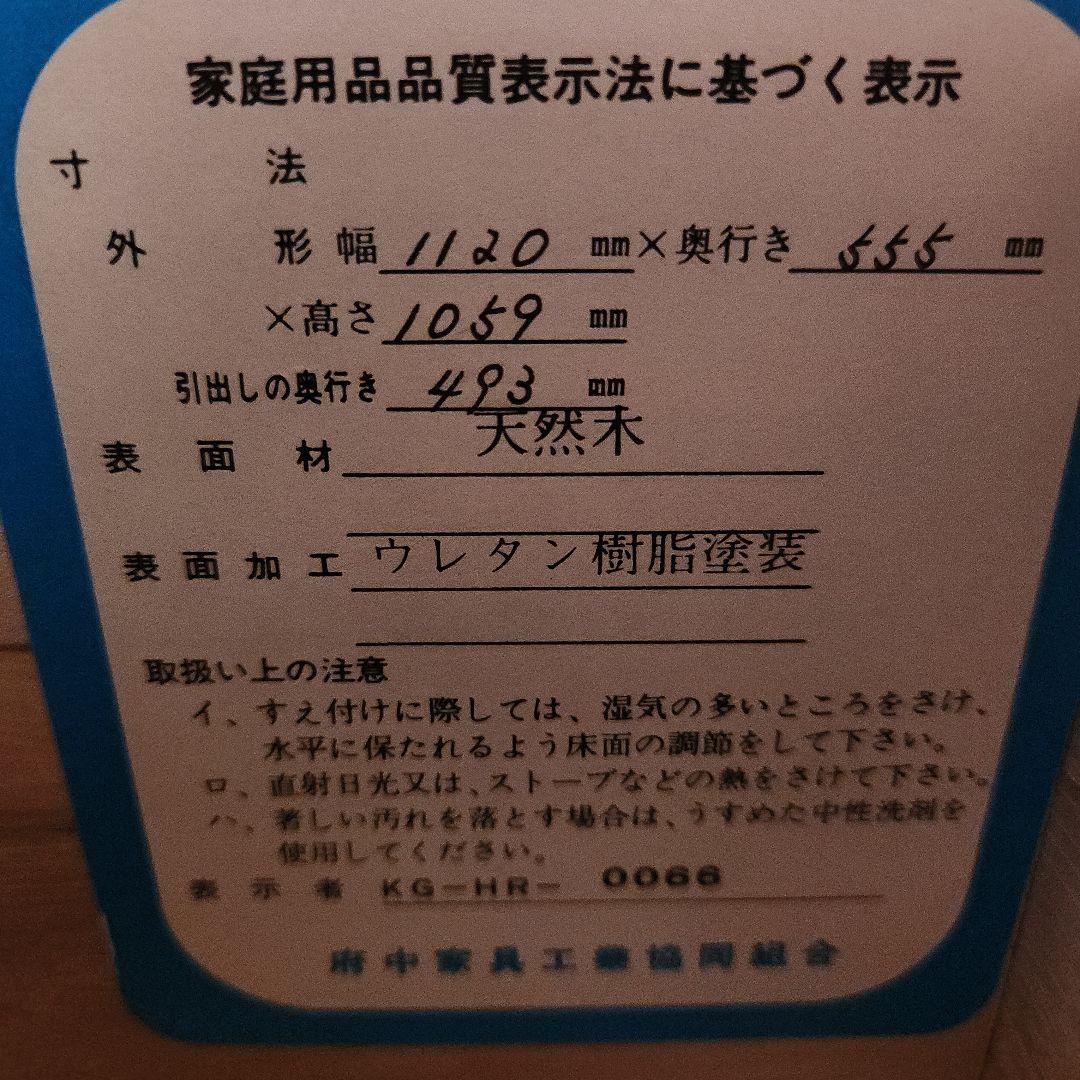 家庭用品品質表示法に基づく表示
寸法
外形 幅 1120 mm×奥行き 555 mm
×高さ 1059 mm
引出しの奥行き 493 mm
表面材 天然木
表面加工 ウレタン樹脂塗装
取扱い上の注意
イ、すえ付けに際しては、湿気の多いところをさけ、
水平に保たれるよう床面の調節をして下さい。
ロ、直射日光又は、ストーブなどの熱をさけて下さい。
ハ、著しい汚れを落とす場合は、うすめた中性洗剤を
使用してください。
表示者 KG-HR- 0066
府中家具工業協同組合